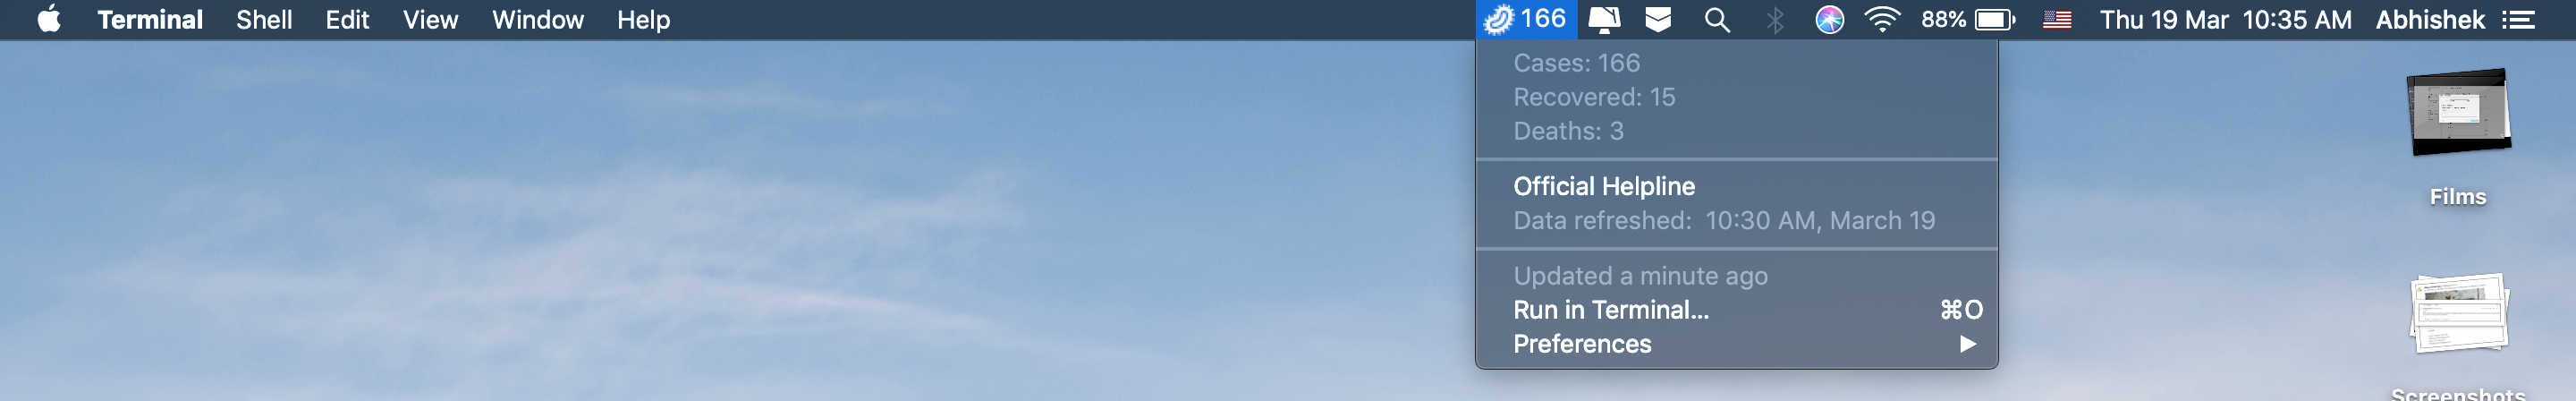 Terminal Shell Edit View Window Help 166 88% Thu 19 Mar 10:35 AM Abhishek
Cases: 166
Recovered: 15
Deaths: 3
Official Helpline
Data refreshed: 10:30 AM, March 19
Updated a minute ago
Run in Terminal... ⌘O
Preferences
Films
Screenshots